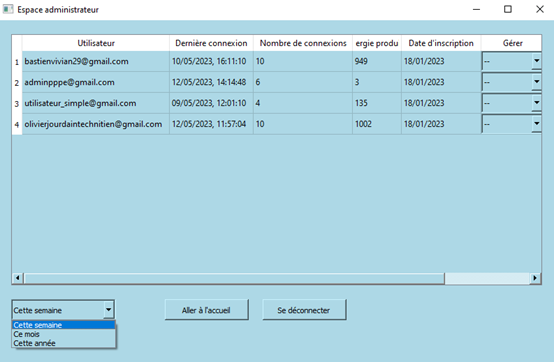 Espace administrateur
Utilisateur Dernière connexion Nombre de connexions ergie produ Date d'inscription Gérer
1 bastienvivian29@gmail.com 10/05/2023, 16:11:10 10 949 18/01/2023 --
2 adminpppe@gmail.com 12/05/2023, 14:14:48 6 3 18/01/2023 --
3 utilisateur_simple@gmail.com 09/05/2023, 12:01:10 4 135 18/01/2023 --
4 olivierjourdaintechnitien@gmail.com 12/05/2023, 11:57:04 10 1002 18/01/2023 --
Cette semaine Aller à l'accueil Se déconnecter
Cette semaine
Ce mois
Cette année